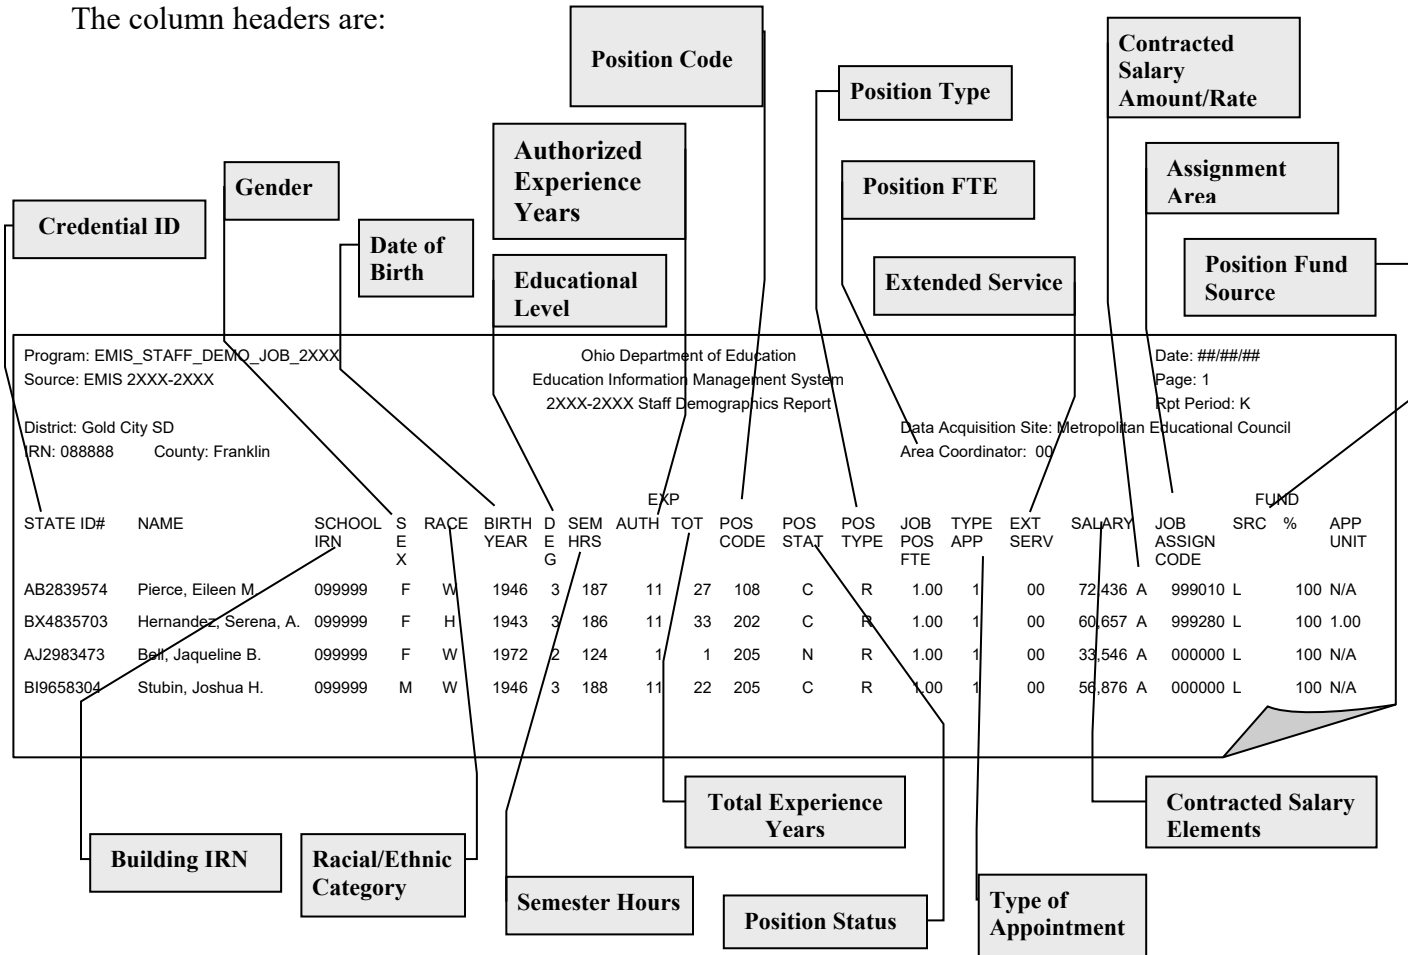 The column headers are:
Position Code
Contracted
Salary
Amount/Rate
Position Type
Authorized
Experience
Years
Assignment
Area
Gender
Position FTE
Credential ID
Date of
Birth
Position Fund
Source
Educational
Level
Extended Service
Program: EMIS_STAFF_DEMO_JOB_2XXX Ohio Department of Education Date: ##/##/##
Source: EMIS 2XXX-2XXX Education Information Management System Page: 1
2XXX-2XXX Staff Demographics Report Rpt Period: K
District: Gold City SD Data Acquisition Site: Metropolitan Educational Council
IRN: 088888 County: Franklin Area Coordinator: 00
EXP FUND
STATE ID# NAME SCHOOL S RACE BIRTH D SEM AUTH TOT POS POS POS JOB TYPE EXT SALARY JOB SRC % APP
IRN E YEAR E HRS CODE STAT TYPE POS APP SERV ASSIGN UNIT
X G FTE CODE
AB2839574 Pierce, Eileen M. 099999 F W 1946 3 187 11 27 108 C R 1.00 1 00 72,436 A 999010 L 100 N/A
BX4835703 Hernandez, Serena, A. 099999 F H 1943 3 186 11 33 202 C R 1.00 1 00 60,657 A 999280 L 100 1.00
AJ2983473 Bell, Jaqueline B. 099999 F W 1972 2 124 1 1 205 N R 1.00 1 00 33,546 A 000000 L 100 N/A
BI9658304 Stubin, Joshua H. 099999 M W 1946 3 188 11 22 205 C R 1.00 1 00 56,876 A 000000 L 100 N/A
Total Experience
Years
Contracted Salary
Elements
Building IRN
Racial/Ethnic
Category
Semester Hours
Position Status
Type of
Appointment